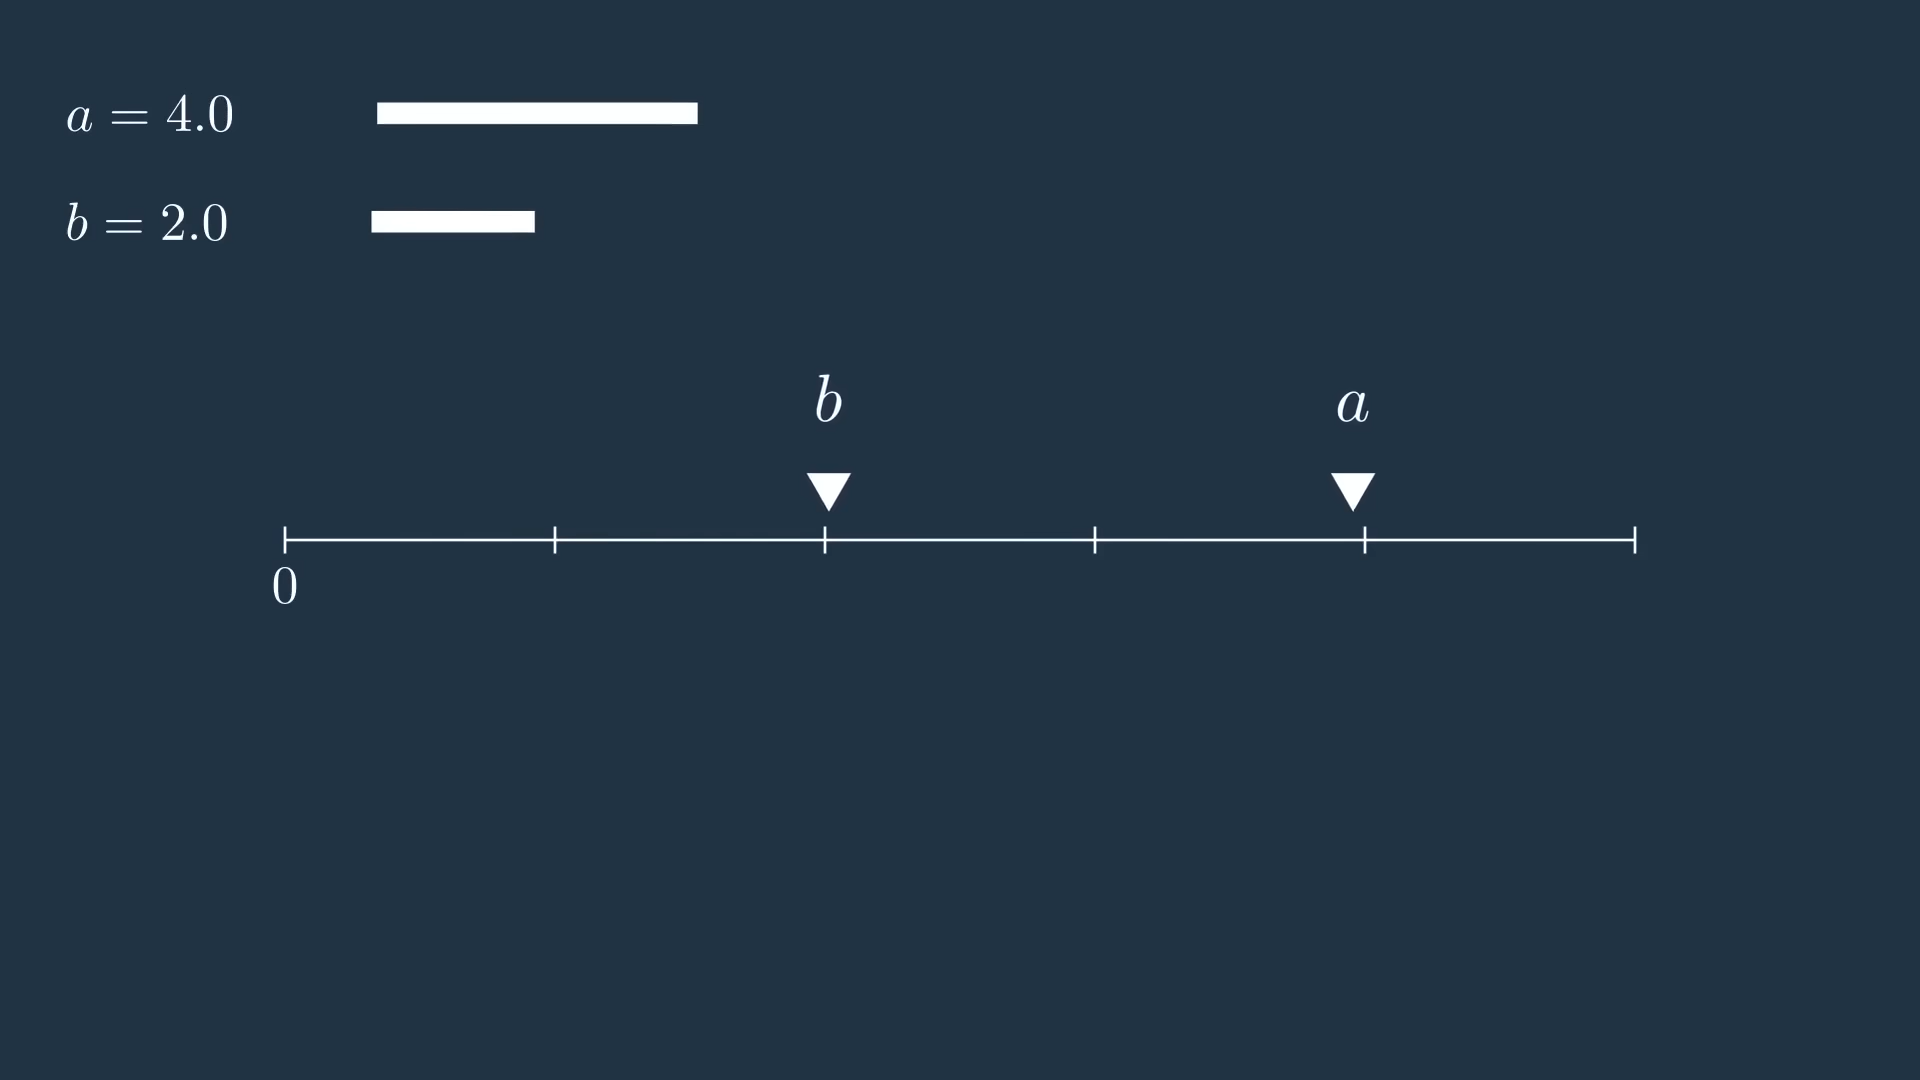 a = 4.0
b = 2.0
b a
0